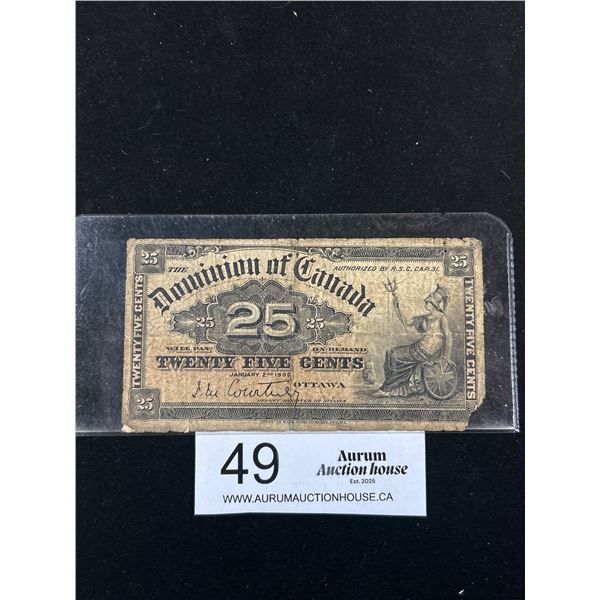 25 25
THE
Dominion of Canada
AUTHORIZED BY R.S.C. CAP. 31.
TWENTY FIVE CENTS
25 25 25
WILL PAY ON DEMAND
TWENTY FIVE CENTS
JANUARY 2ND 1900
OTTAWA
Courtney
25
TWENTY FIVE CENTS
49
Aurum
Auction house
Est. 2025
WWW.AURUMAUCTIONHOUSE.CA